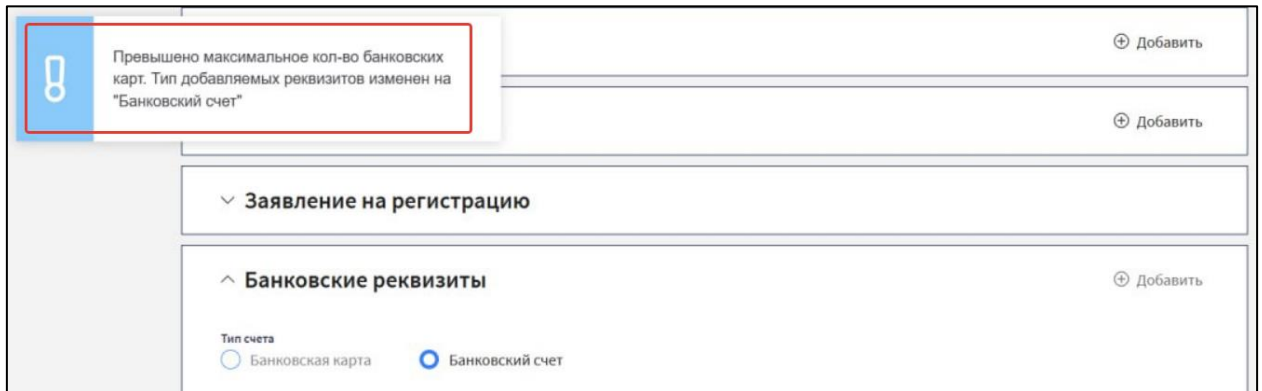 Превышено максимальное кол-во банковских
карт. Тип добавляемых реквизитов изменен на
"Банковский счет"
Добавить
Добавить
Заявление на регистрацию
Банковские реквизиты
Добавить
Тип счета
Банковская карта
Банковский счет